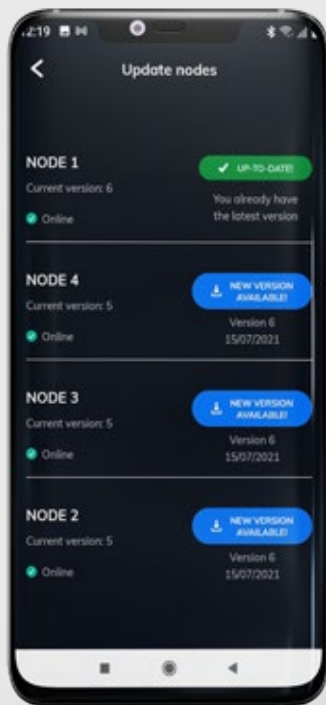 2:19
Update nodes
NODE 1
UP-TO-DATE!
Current version: 6
You already have
the latest version
Online
NODE 4
NEW VERSION
AVAILABLE!
Current version: 5
Version 6
15/07/2021
Online
NODE 3
NEW VERSION
AVAILABLE!
Current version: 5
Version 6
15/07/2021
Online
NODE 2
NEW VERSION
AVAILABLE!
Current version: 5
Version 6
15/07/2021
Online